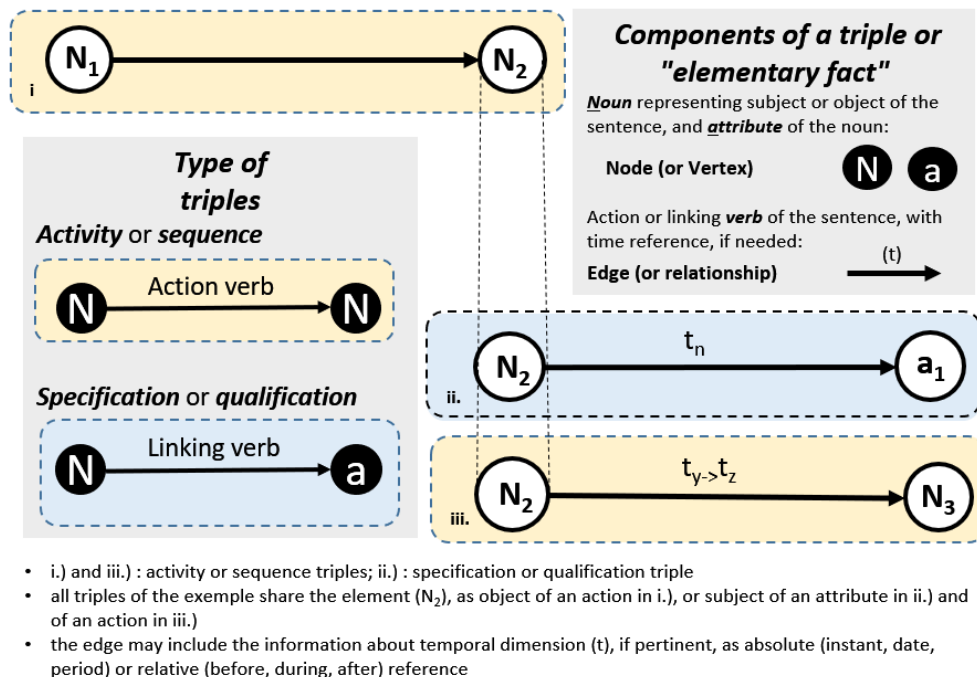 N₁
N₂
i
Components of a triple or
"elementary fact"
Noun representing subject or object of the
sentence, and attribute of the noun:
Node (or Vertex)
N
a
Action or linking verb of the sentence, with
time reference, if needed:
Edge (or relationship)
(t)
Type of
triples
Activity or sequence
N
Action verb
N
Specification or qualification
N
Linking verb
a
N₂
tₙ
a₁
ii.
N₂
t_y->t_z
N₃
iii.
• i.) and iii.) : activity or sequence triples; ii.) : specification or qualification triple
• all triples of the exemple share the element (N₂), as object of an action in i.), or subject of an attribute in ii.) and
of an action in iii.)
• the edge may include the information about temporal dimension (t), if pertinent, as absolute (instant, date,
period) or relative (before, during, after) reference